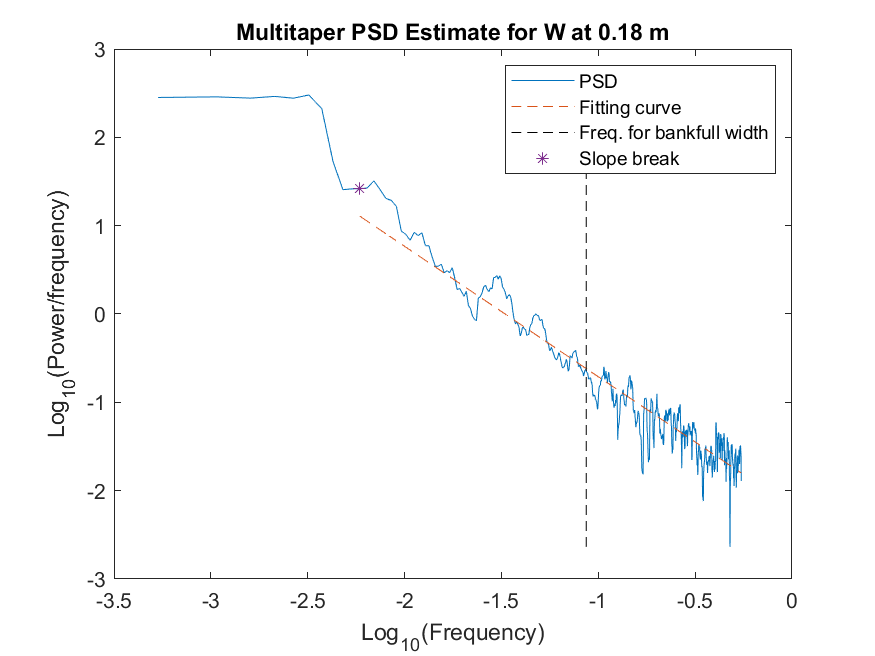 Multitaper PSD Estimate for W at 0.18 m
3
2
1
0
-1
-2
-3
Log10(Power/frequency)
PSD
Fitting curve
Freq. for bankfull width
Slope break
-3.5 -3 -2.5 -2 -1.5 -1 -0.5 0
Log10(Frequency)